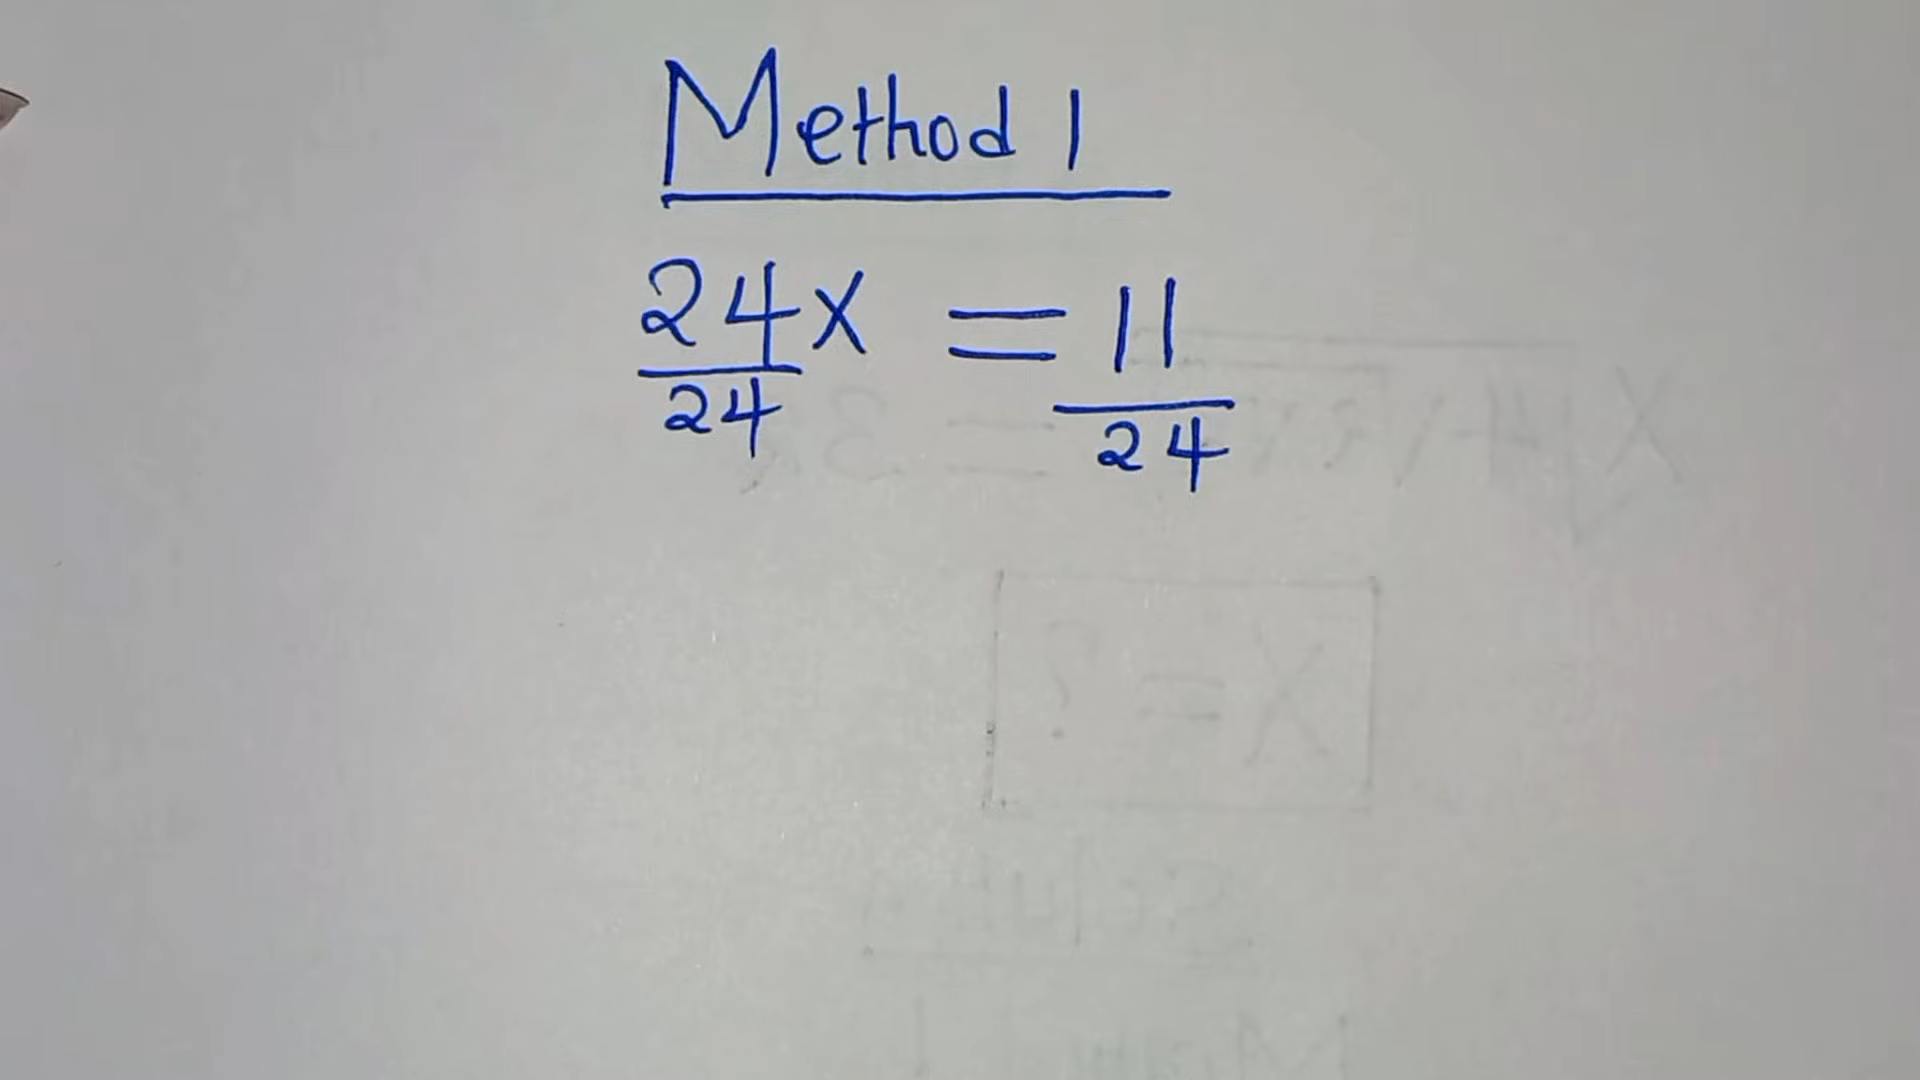 Method 1
24x = 11
24 24
X = ?